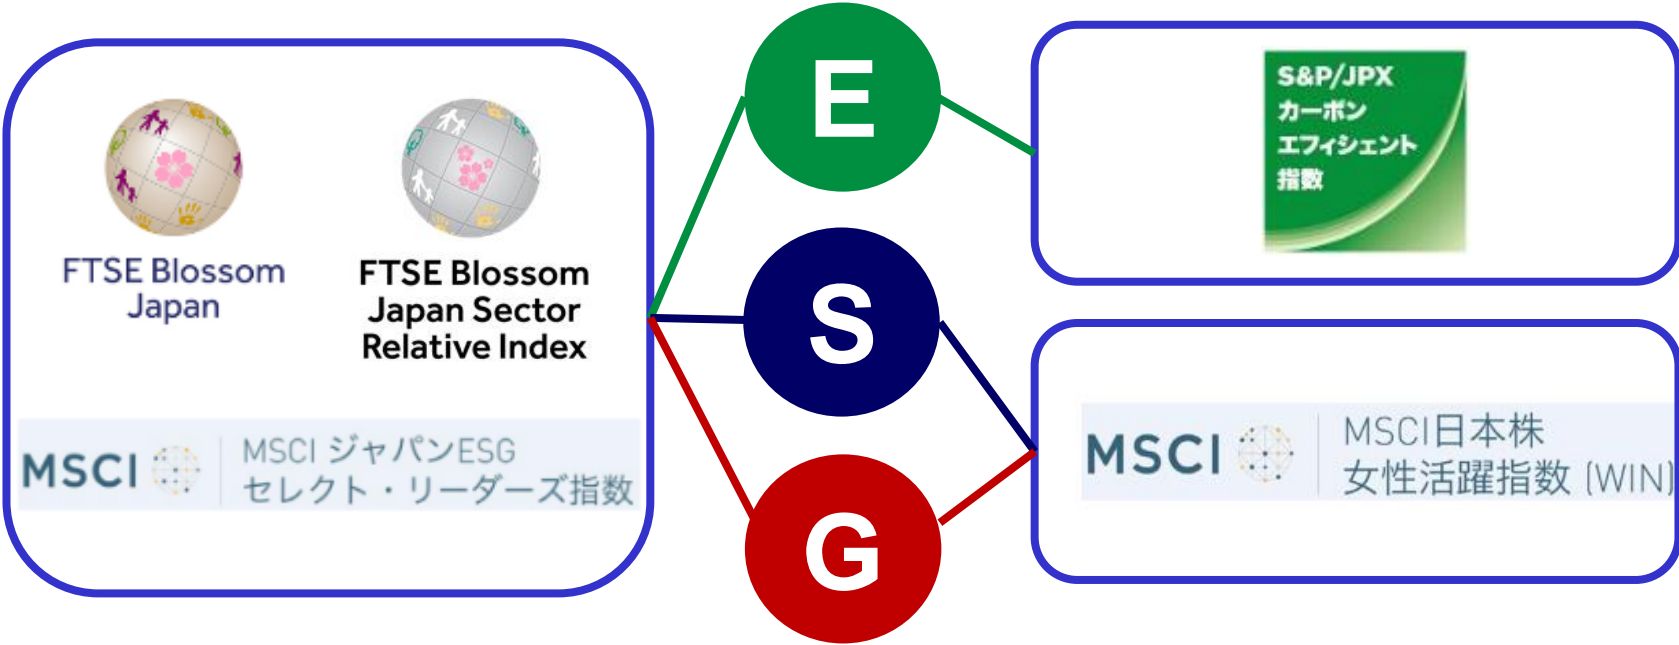 FTSE Blossom
Japan
FTSE Blossom
Japan Sector
Relative Index
MSCI
MSCI ジャパンESG
セレクト・リーダーズ指数
E
S
G
S&P/JPX
カーボン
エフィシェント
指数
MSCI
MSCI日本株
女性活躍指数 (WIN)